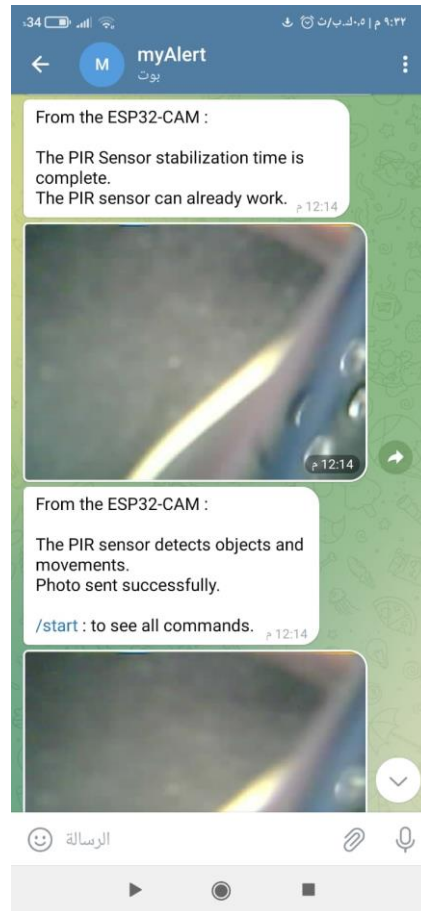 34
٩:٣٢ م | ٠٫٥ك.ب/ث
myAlert
M
بوت
From the ESP32-CAM :
The PIR Sensor stabilization time is
complete.
The PIR sensor can already work.
12:14 م
12:14 م
From the ESP32-CAM :
The PIR sensor detects objects and
movements.
Photo sent successfully.
/start : to see all commands.
12:14 م
الرسالة